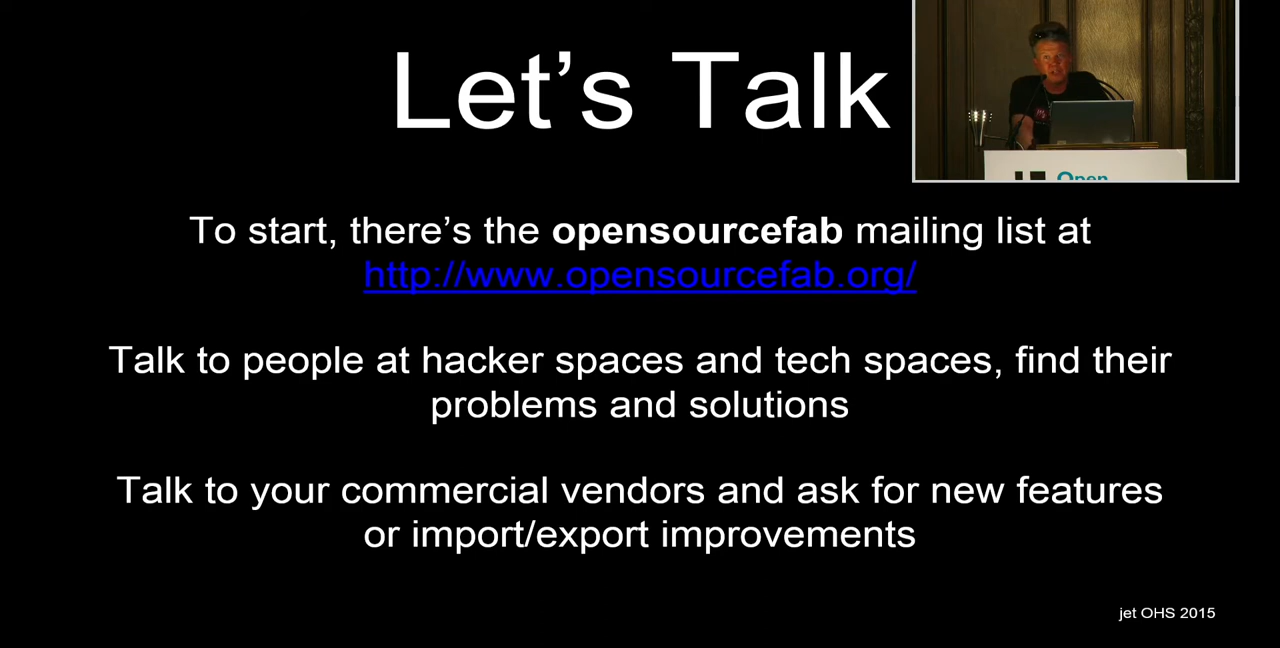 Let’s Talk
Open
To start, there’s the opensourcefab mailing list at
http://www.opensourcefab.org/
Talk to people at hacker spaces and tech spaces, find their
problems and solutions
Talk to your commercial vendors and ask for new features
or import/export improvements
jet OHS 2015